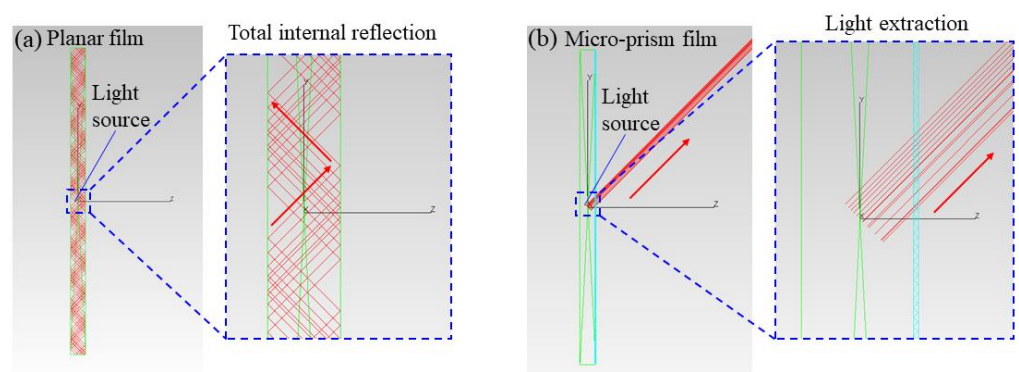 (a) Planar film
Total internal reflection
Light
source
Y
Z
Y
X
Z
(b) Micro-prism film
Light extraction
Light
source
Y
Z
Y
X
Z